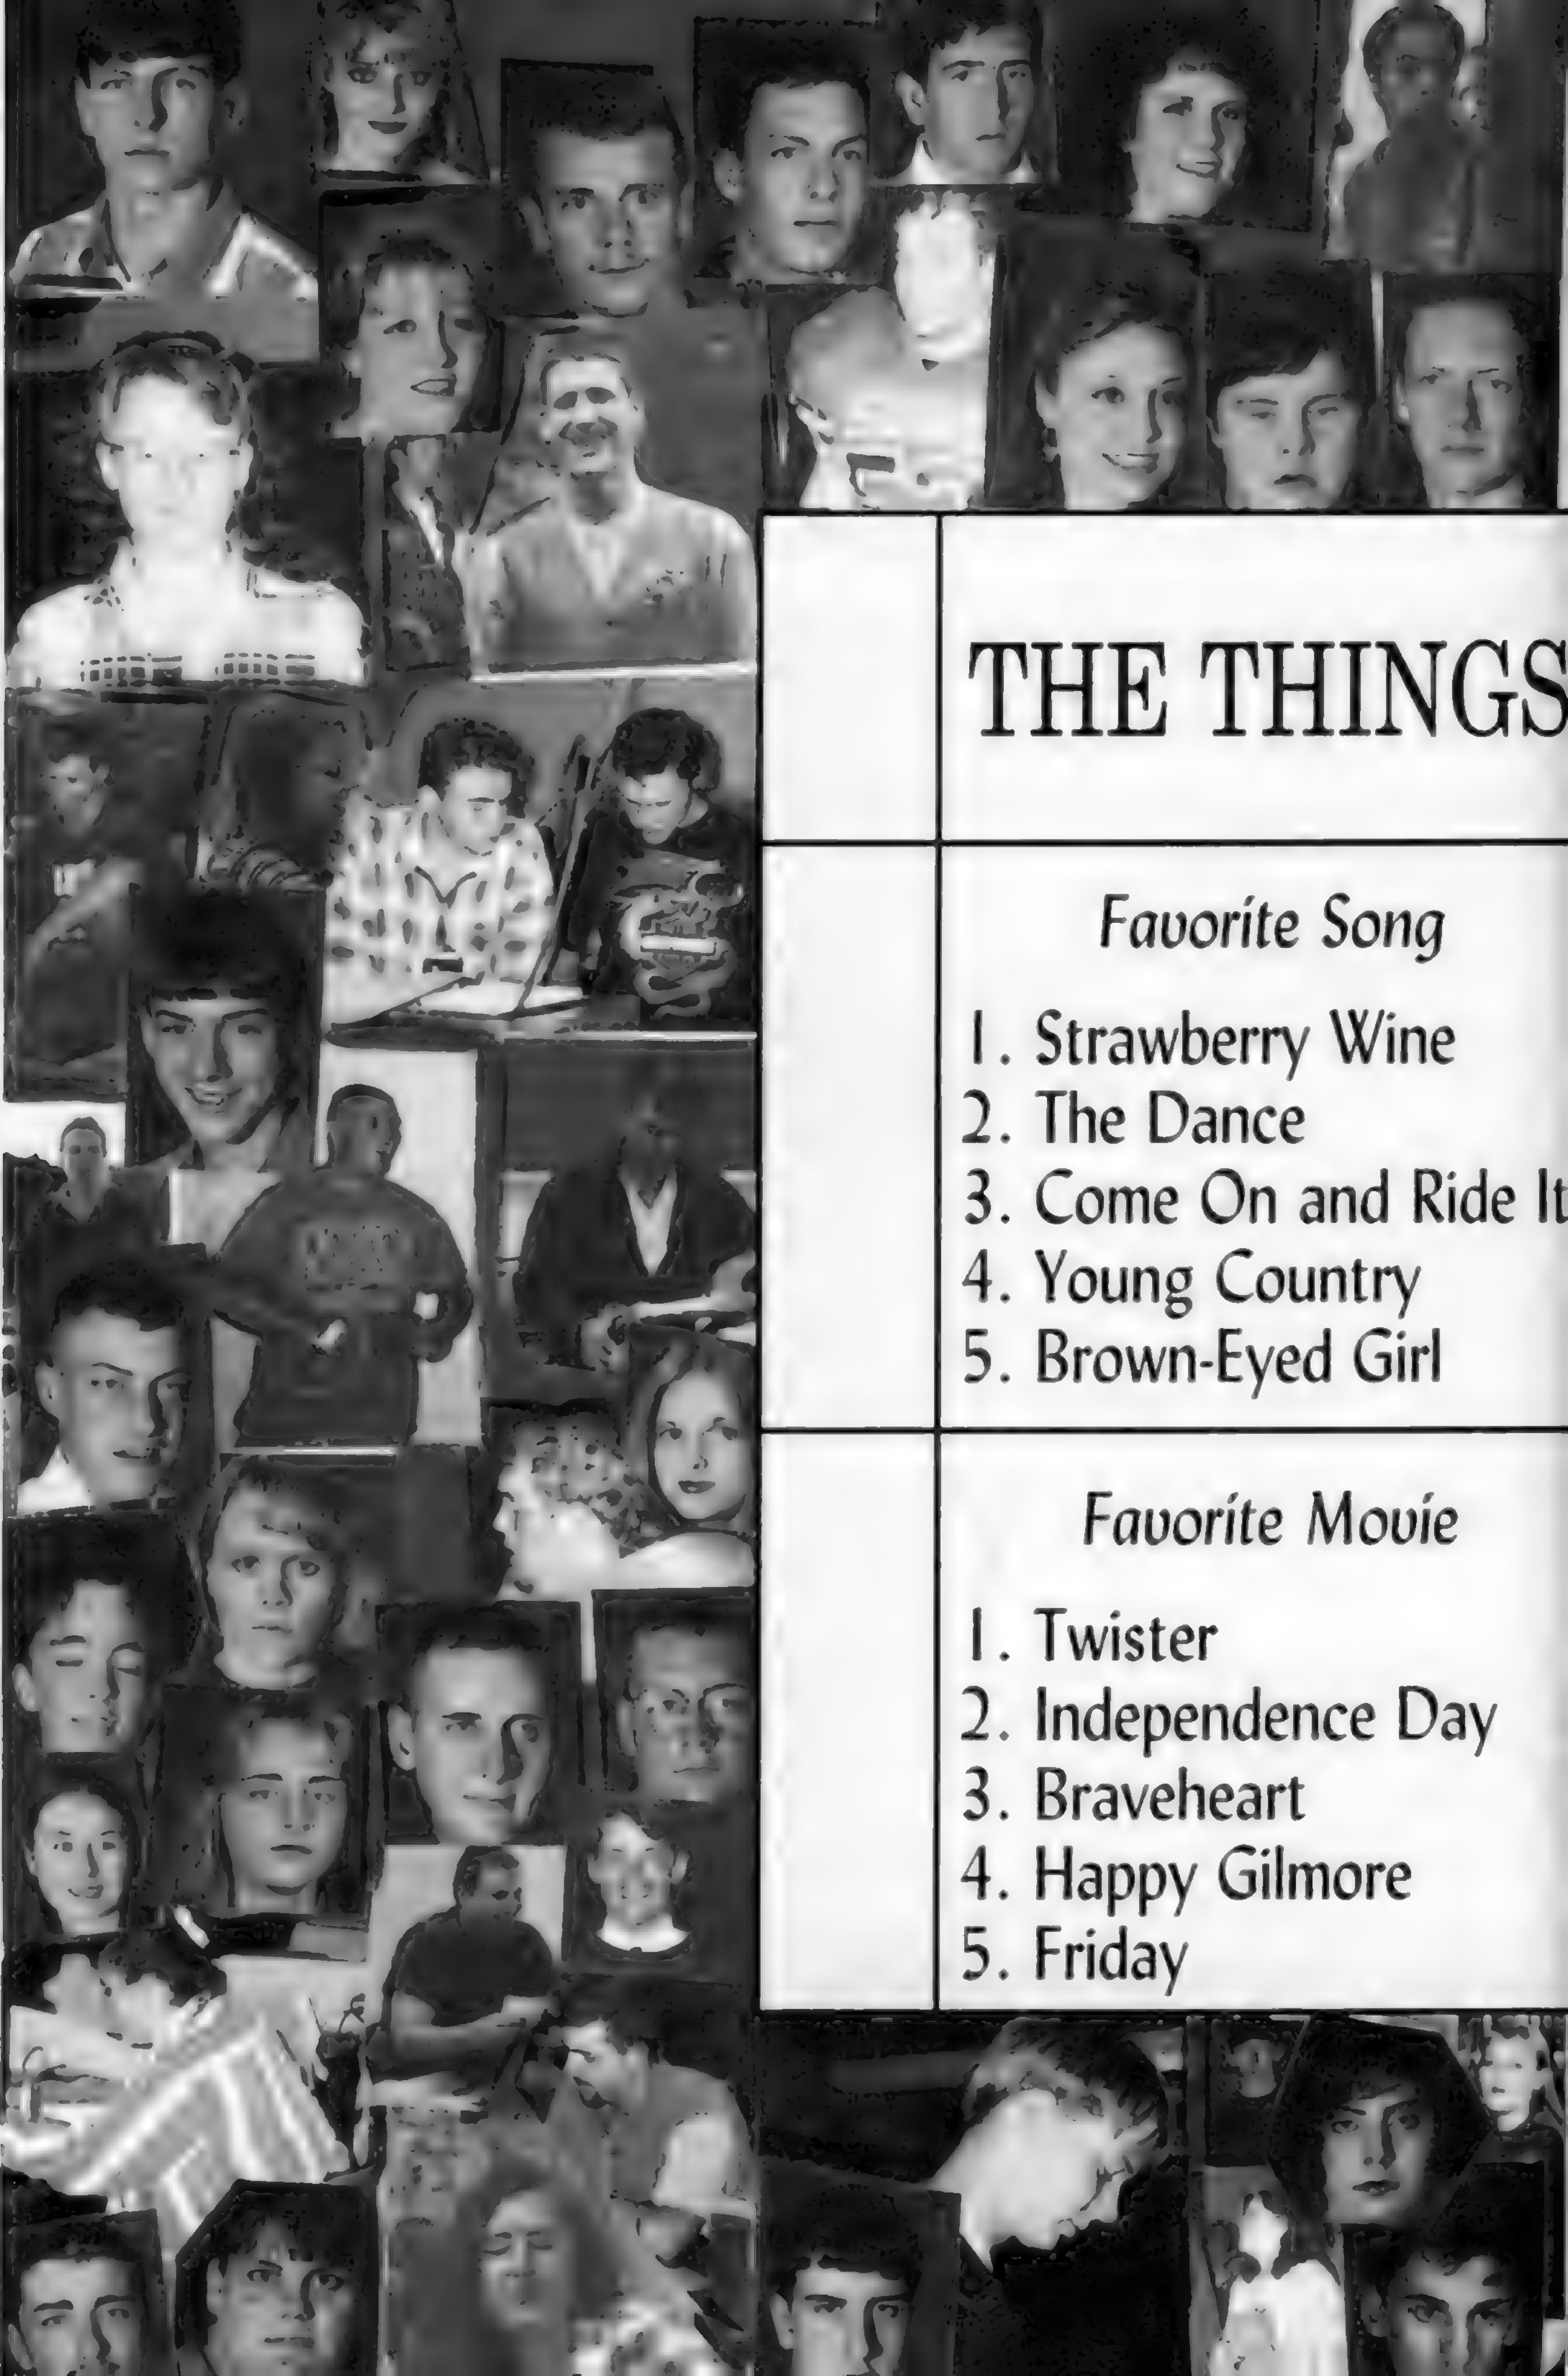 THE THINGS
Favorite Song
1. Strawberry Wine
2. The Dance
3. Come On and Ride It
4. Young Country
5. Brown-Eyed Girl
Favorite Movie
1. Twister
2. Independence Day
3. Braveheart
4. Happy Gilmore
5. Friday